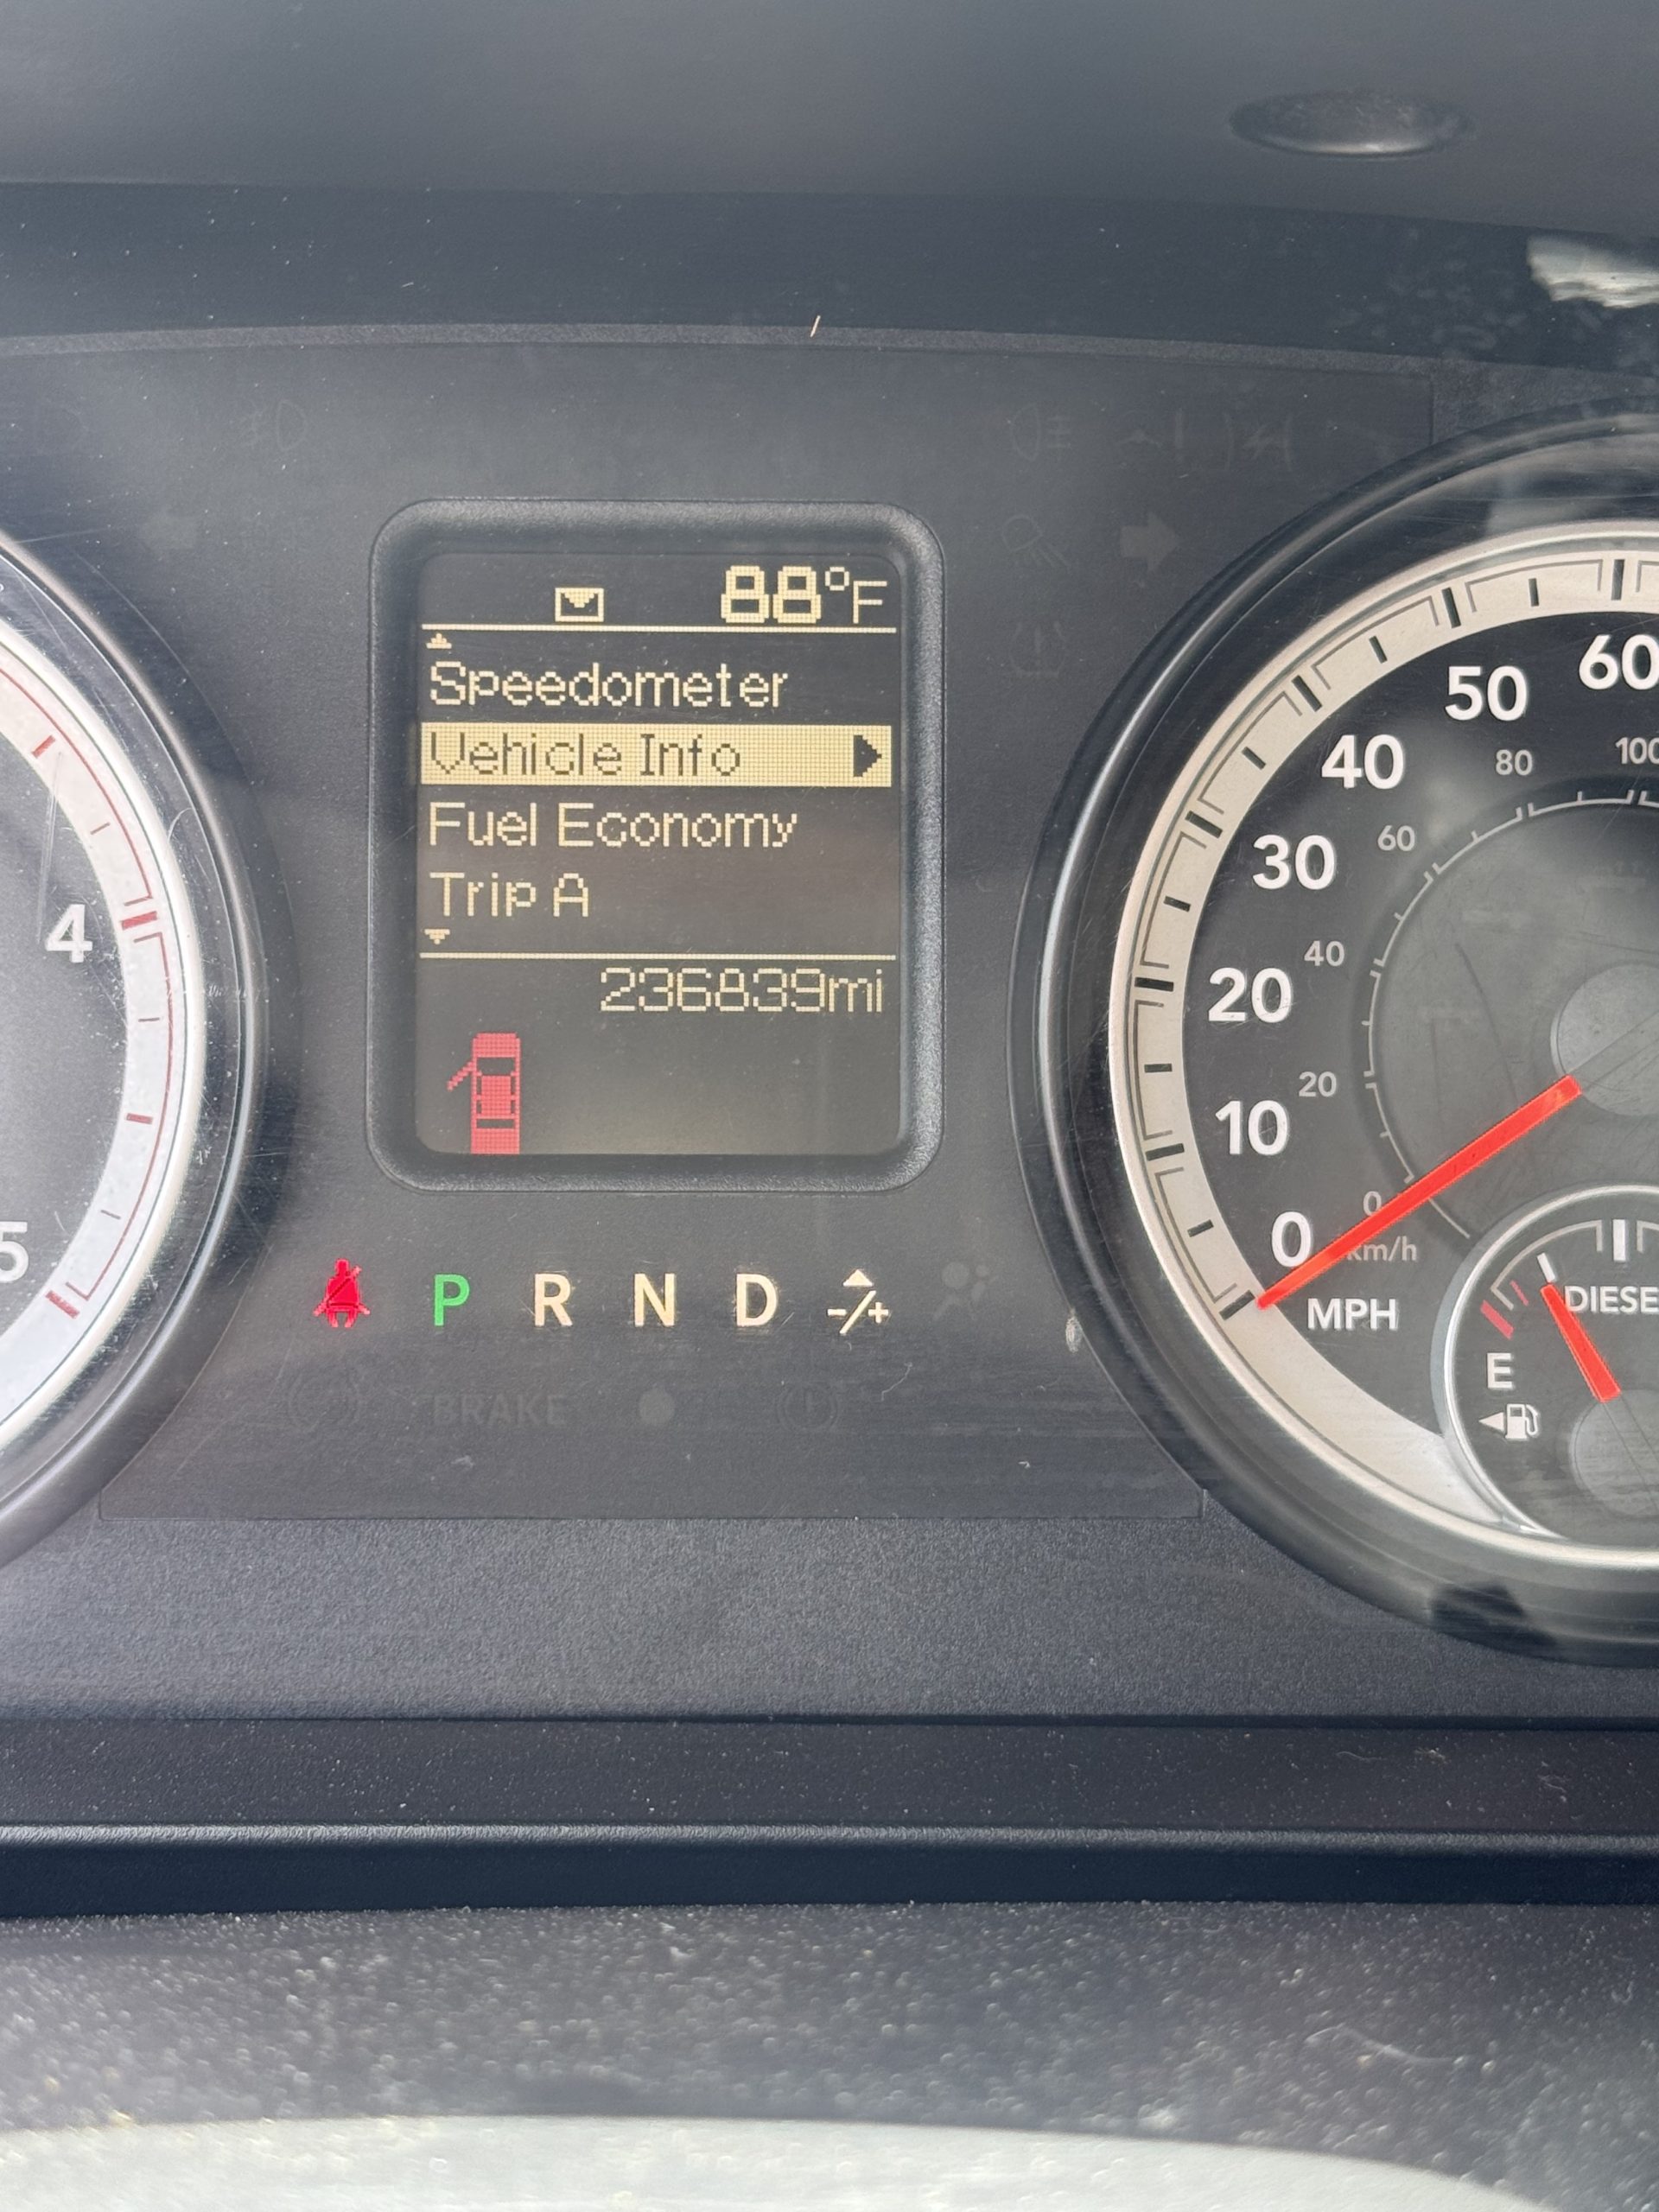 88°F
Speedometer
Vehicle Info
Fuel Economy
Trip A
236839mi
4
5
60
50
40
30
20
10
0
MPH
100
80
60
40
20
0
km/h
E
P R N D -/+
BRAKE